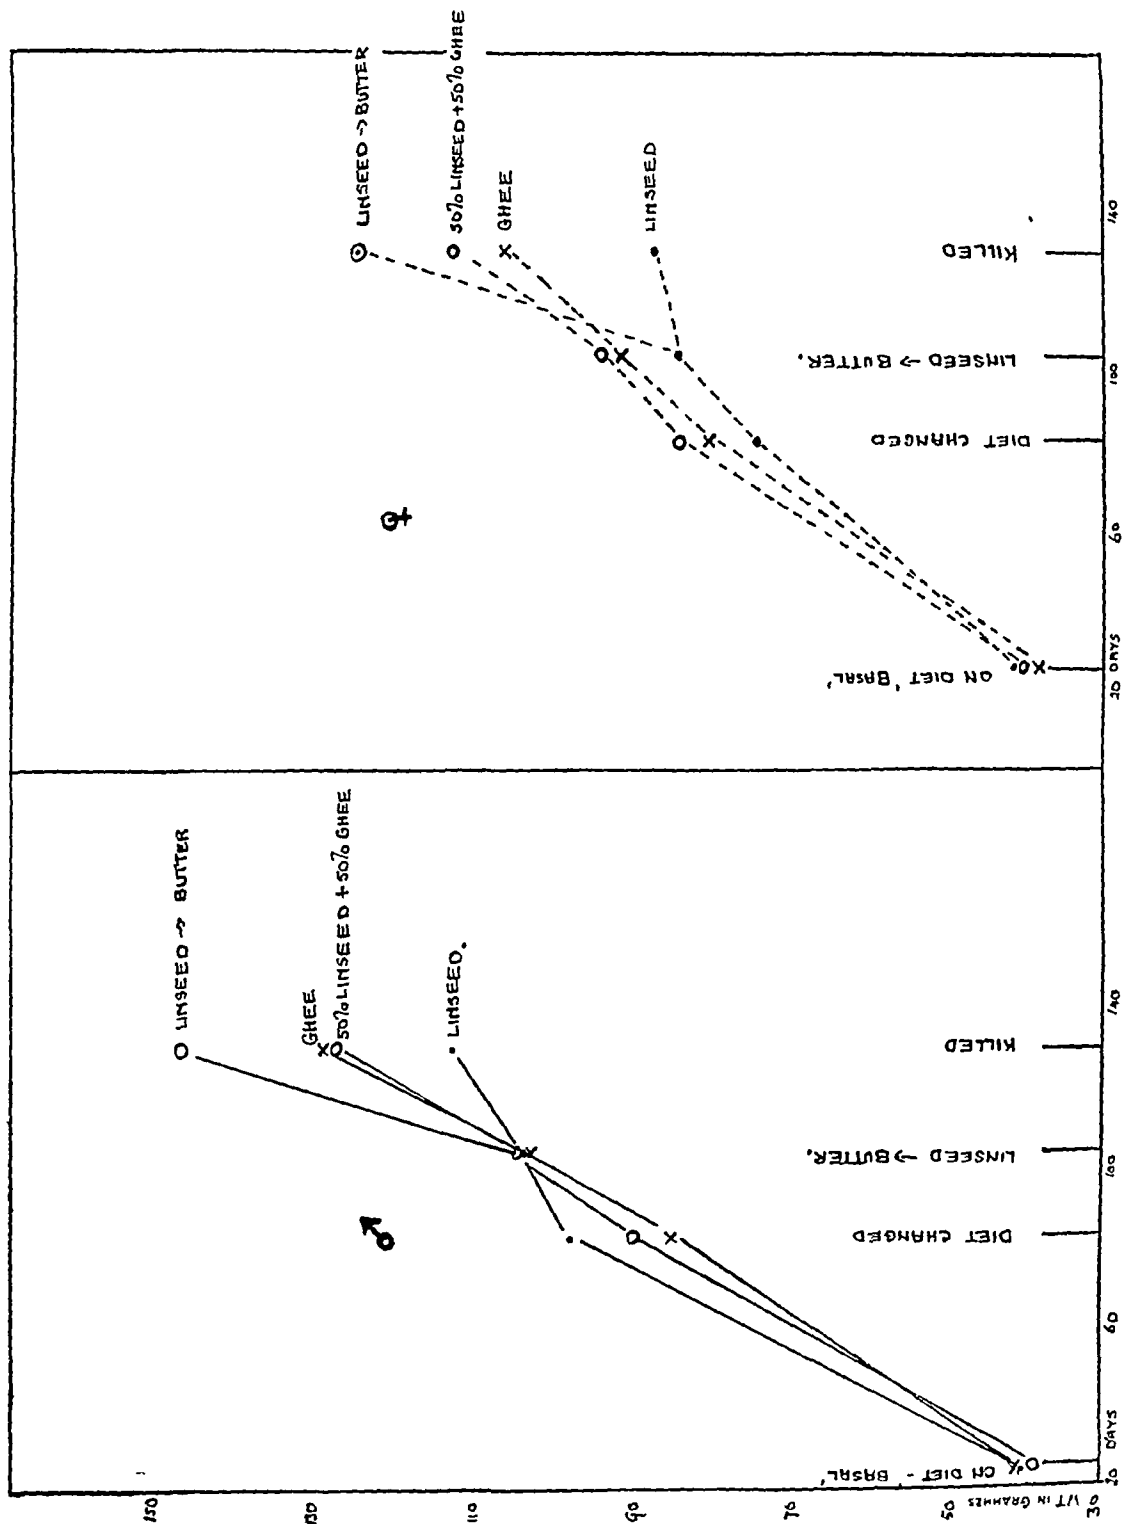 LINSEED → BUTTER
50% LINSEED + 50% GHEE
GHEE
LINSEED
KILLED
LINSEED → BUTTER.
DIET CHANGED
ON DIET 'BASAL'
20 DAYS
60
100
140
LINSEED → BUTTER
GHEE
50% LINSEED + 50% GHEE
LINSEED.
KILLED
LINSEED → BUTTER.
DIET CHANGED
ON DIET - BASAL'
20 DAYS
60
100
140
150
130
110
90
70
50
30
IN GRAMMES